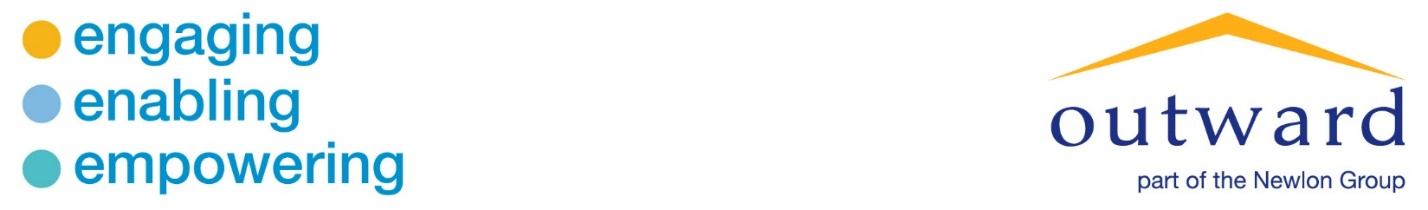 engaging
enabling
empowering
outward
part of the Newlon Group